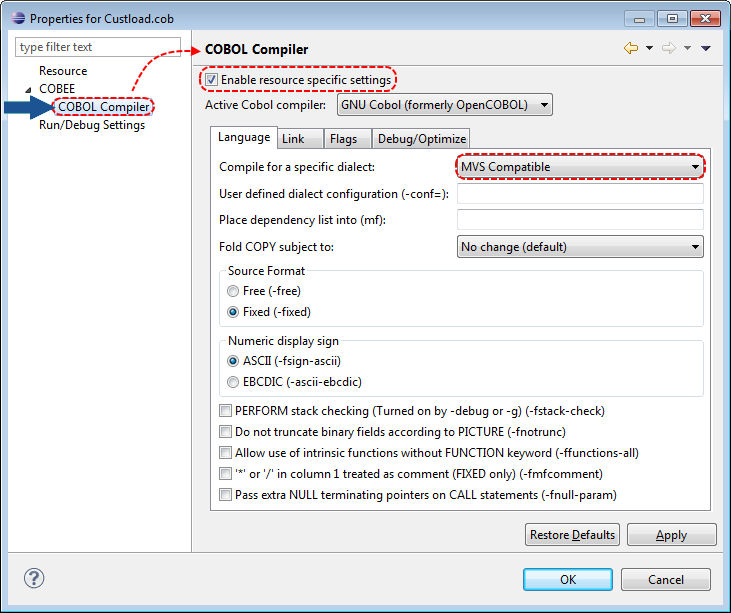 Properties for Custload.cob
type filter text
Resource
COBEE
COBOL Compiler
Run/Debug Settings
COBOL Compiler
Enable resource specific settings
Active Cobol compiler: GNU Cobol (formerly OpenCOBOL)
Language Link Flags Debug/Optimize
Compile for a specific dialect: MVS Compatible
User defined dialect configuration (-conf=):
Place dependency list into (mf):
Fold COPY subject to: No change (default)
Source Format
Free (-free)
Fixed (-fixed)
Numeric display sign
ASCII (-fsign-ascii)
EBCDIC (-ascii-ebcdic)
PERFORM stack checking (Turned on by -debug or -g) (-fstack-check)
Do not truncate binary fields according to PICTURE (-fnotrunc)
Allow use of intrinsic functions without FUNCTION keyword (-ffunctions-all)
'*' or '/' in column 1 treated as comment (FIXED only) (-fmfcomment)
Pass extra NULL terminating pointers on CALL statements (-fnull-param)
Restore Defaults Apply
? OK Cancel